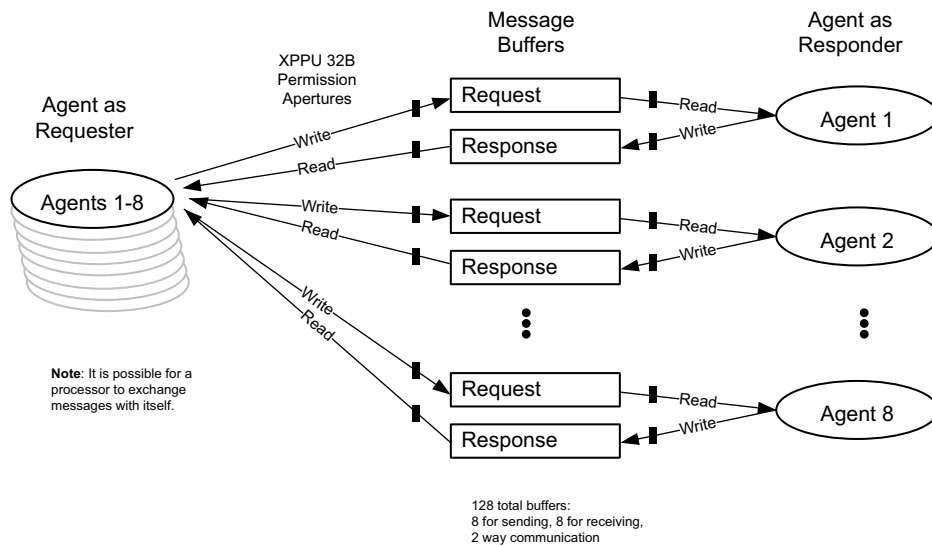 Message
Buffers
Agent as
Responder
XPPU 32B
Permission
Apertures
Agent as
Requester
Agents 1-8
Write
Read
Request
Response
Read
Write
Agent 1
Write
Read
Request
Response
Read
Write
Agent 2
Write
Read
Request
Response
Read
Write
Agent 8
Note: It is possible for a
processor to exchange
messages with itself.
128 total buffers:
8 for sending, 8 for receiving,
2 way communication